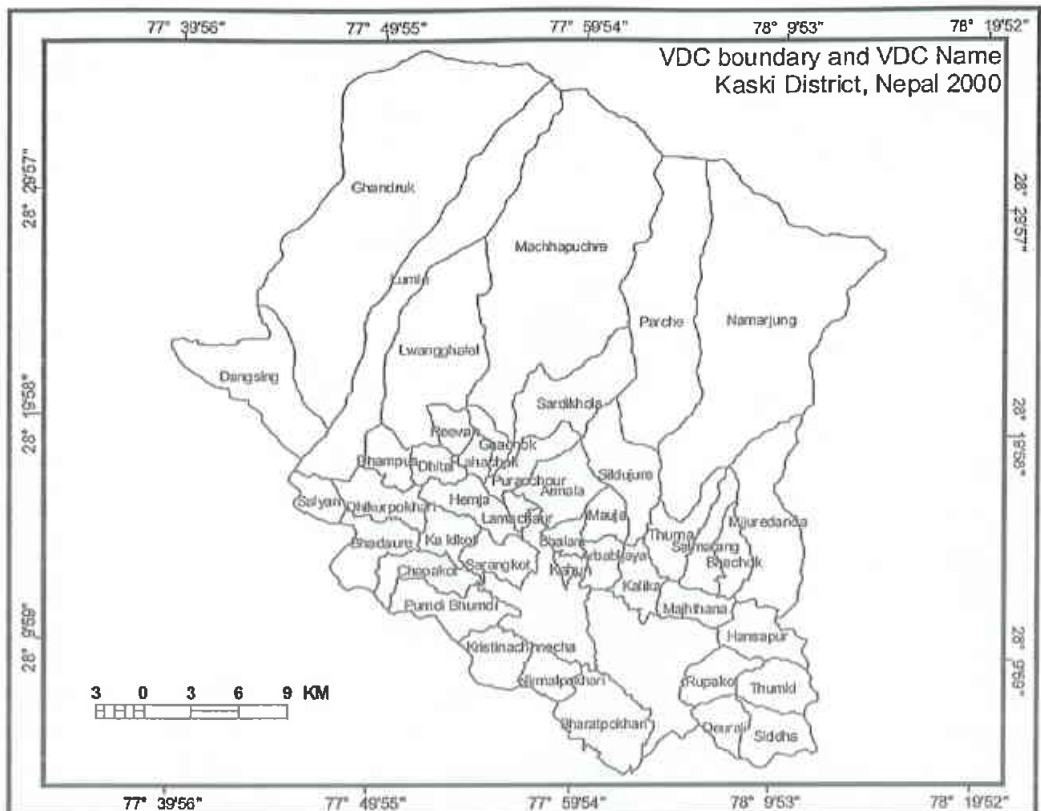 77° 39'56" 77° 49'55" 77° 59'54" 78° 9'53" 78° 19'52"
VDC boundary and VDC Name
Kaski District, Nepal 2000
28° 29'57"
28° 29'57"
Ghandruk
Machhapuchre
Lumle
Parche
Namarjung
Lwangghalel
Dangsing
28° 19'58"
28° 19'58"
Sardikhola
Reevan
Ghachok
Dhampus
Dhital
Lahachok
Puranchour
Sildujure
Armala
Salyan
Dhikurpokhari
Hemja
Lamachaur
Mauja
Mijuredanda
Thuma
Bhadaure
Kaskikot
Bhalam
Arbabijaya
Saimarang
Bhachok
Chapakot
Sarangkot
Kahun
Kalika
Majhthana
Pumdi Bhumdi
Hansapur
28° 9'59"
28° 9'59"
Kristinachnnecha
Nirmalpokhari
Rupako
Thumki
3 0 3 6 9 KM
Bharatpokhari
Deurali
Siddha
77° 39'56" 77° 49'55" 77° 59'54" 78° 9'53" 78° 19'52"